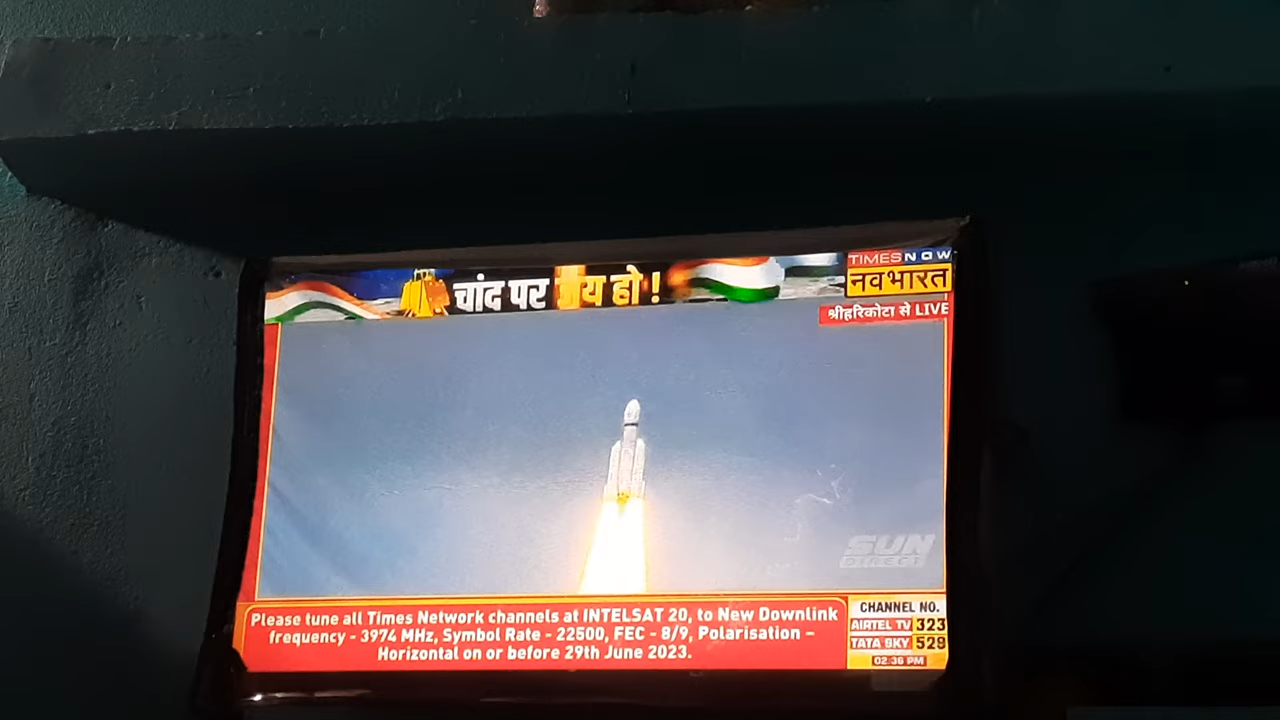 चांद पर जय हो !
TIMES NOW
नवभारत
श्रीहरिकोटा से LIVE
SUN
DIRECT
Please tune all Times Network channels at INTELSAT 20, to New Downlink
frequency - 3974 MHz, Symbol Rate - 22500, FEC - 8/9, Polarisation –
Horizontal on or before 29th June 2023.
CHANNEL NO.
AIRTEL TV 323
TATA SKY 529
02:36 PM